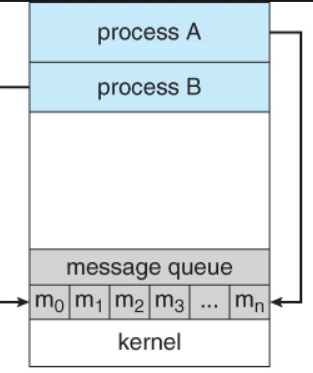 process A
process B
message queue
m₀ m₁ m₂ m₃ ... mₙ
kernel